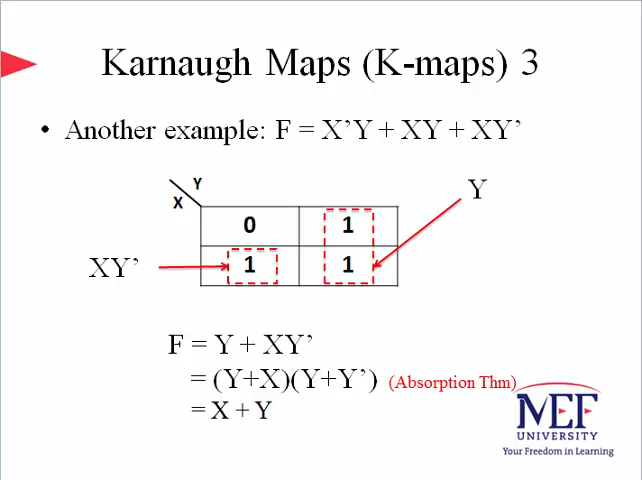 Karnaugh Maps (K-maps) 3
• Another example: F = X’Y + XY + XY’
Y
X
Y
0 1
XY’
1 1
F = Y + XY’
= (Y+X)(Y+Y’) (Absorption Thm)
= X + Y
MEF
UNIVERSITY
Your Freedom in Learning